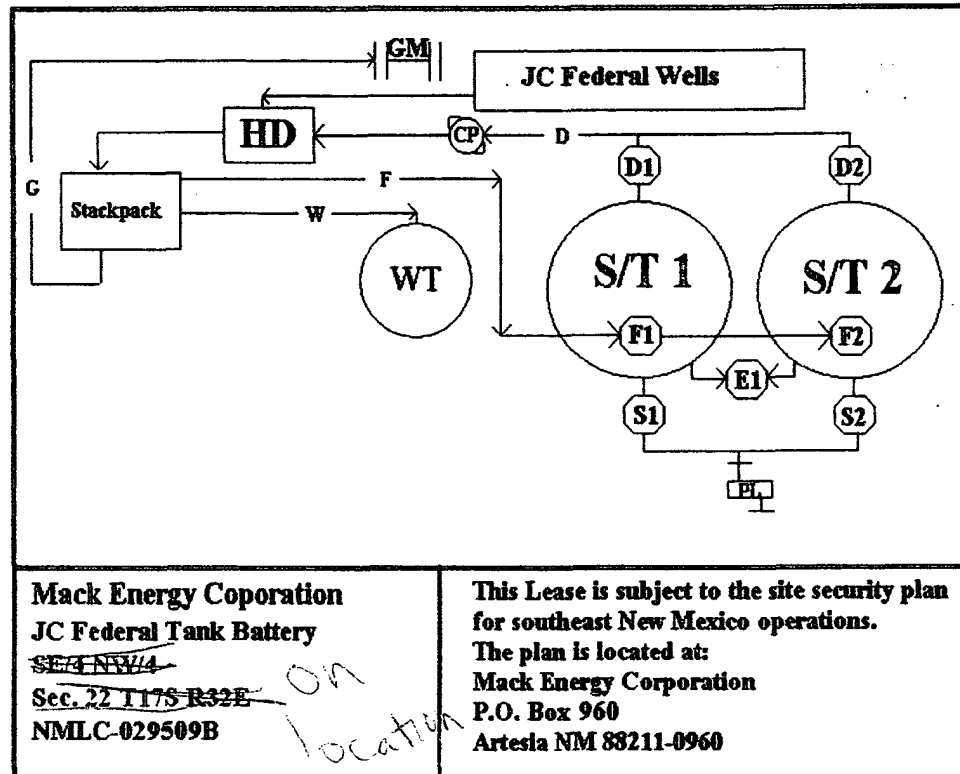 GM
JC Federal Wells
HD
CP
D
D1
D2
G
F
Stackpack
W
WT
S/T 1
S/T 2
F1
F2
E1
S1
S2
PL
Mack Energy Coporation
JC Federal Tank Battery
SE/4 NW/4
Sec. 22 T17S R32E
NMLC-029509B
on
location
This Lease is subject to the site security plan
for southeast New Mexico operations.
The plan is located at:
Mack Energy Corporation
P.O. Box 960
Artesia NM 88211-0960